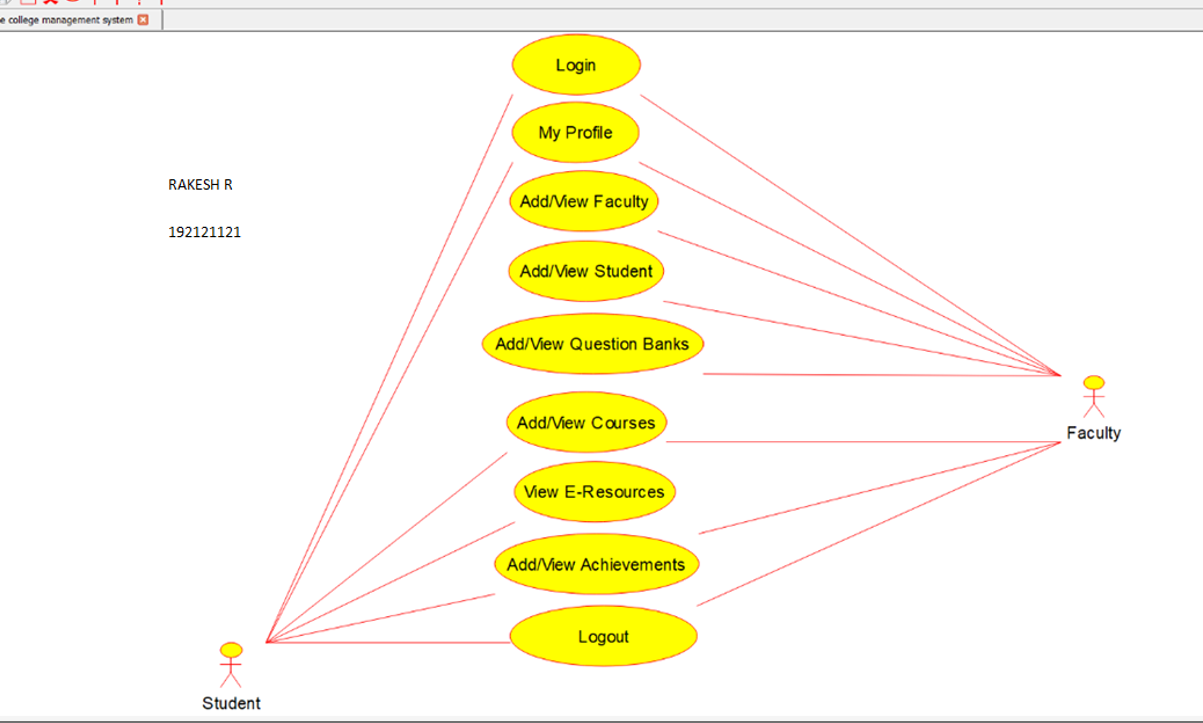 e college management system
Login
My Profile
RAKESH R
Add/View Faculty
192121121
Add/View Student
Add/View Question Banks
Add/View Courses
Faculty
View E-Resources
Add/View Achievements
Logout
Student